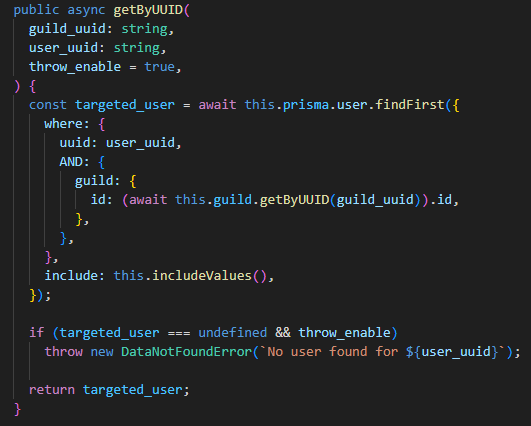 public async getByUUID(
  guild_uuid: string,
  user_uuid: string,
  throw_enable = true,
) {
  const targeted_user = await this.prisma.user.findFirst({
    where: {
      uuid: user_uuid,
      AND: {
        guild: {
          id: (await this.guild.getByUUID(guild_uuid)).id,
        },
      },
    },
    include: this.includeValues(),
  });

  if (targeted_user === undefined && throw_enable)
    throw new DataNotFoundError(`No user found for ${user_uuid}`);

  return targeted_user;
}